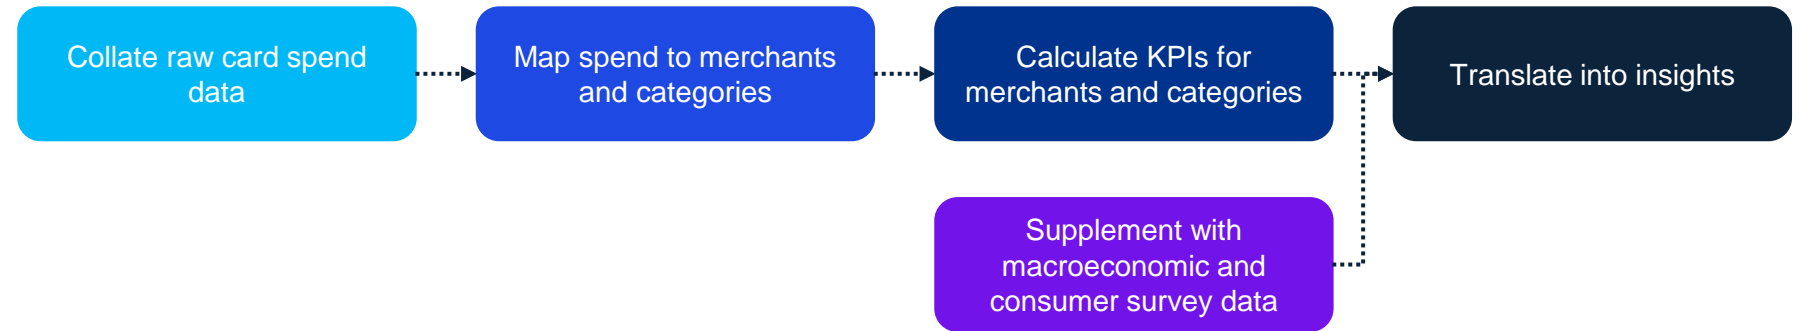 Collate raw card spend
data
Map spend to merchants
and categories
Calculate KPIs for
merchants and categories
Translate into insights
Supplement with
macroeconomic and
consumer survey data